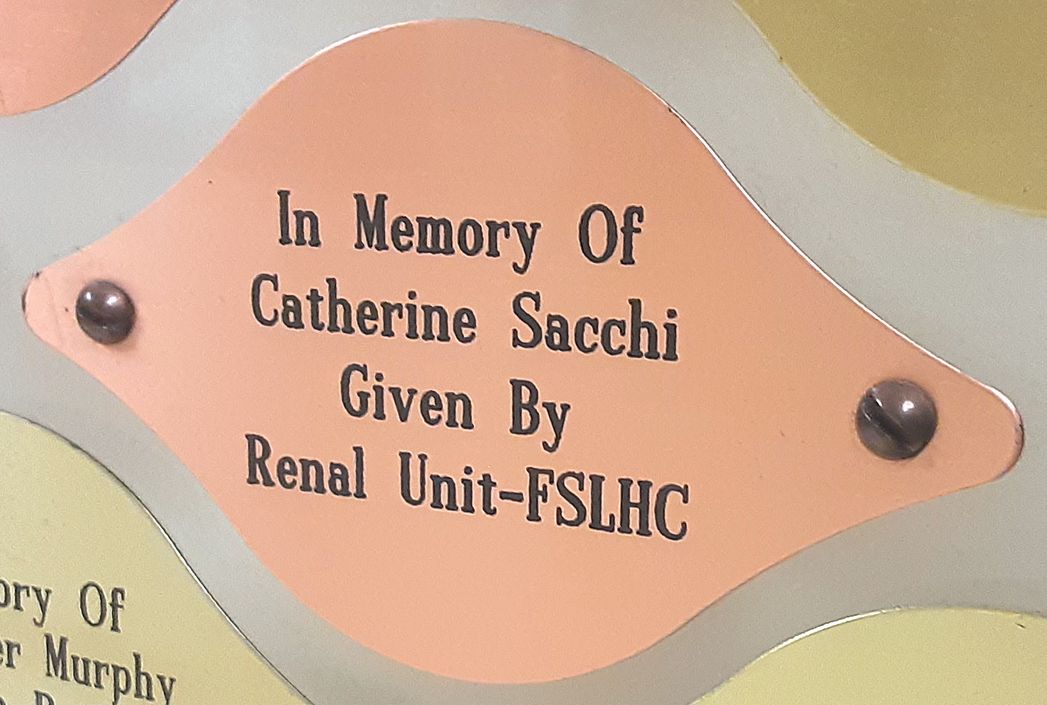 In Memory Of
Catherine Sacchi
Given By
Renal Unit-FSLHC
Of
Murphy